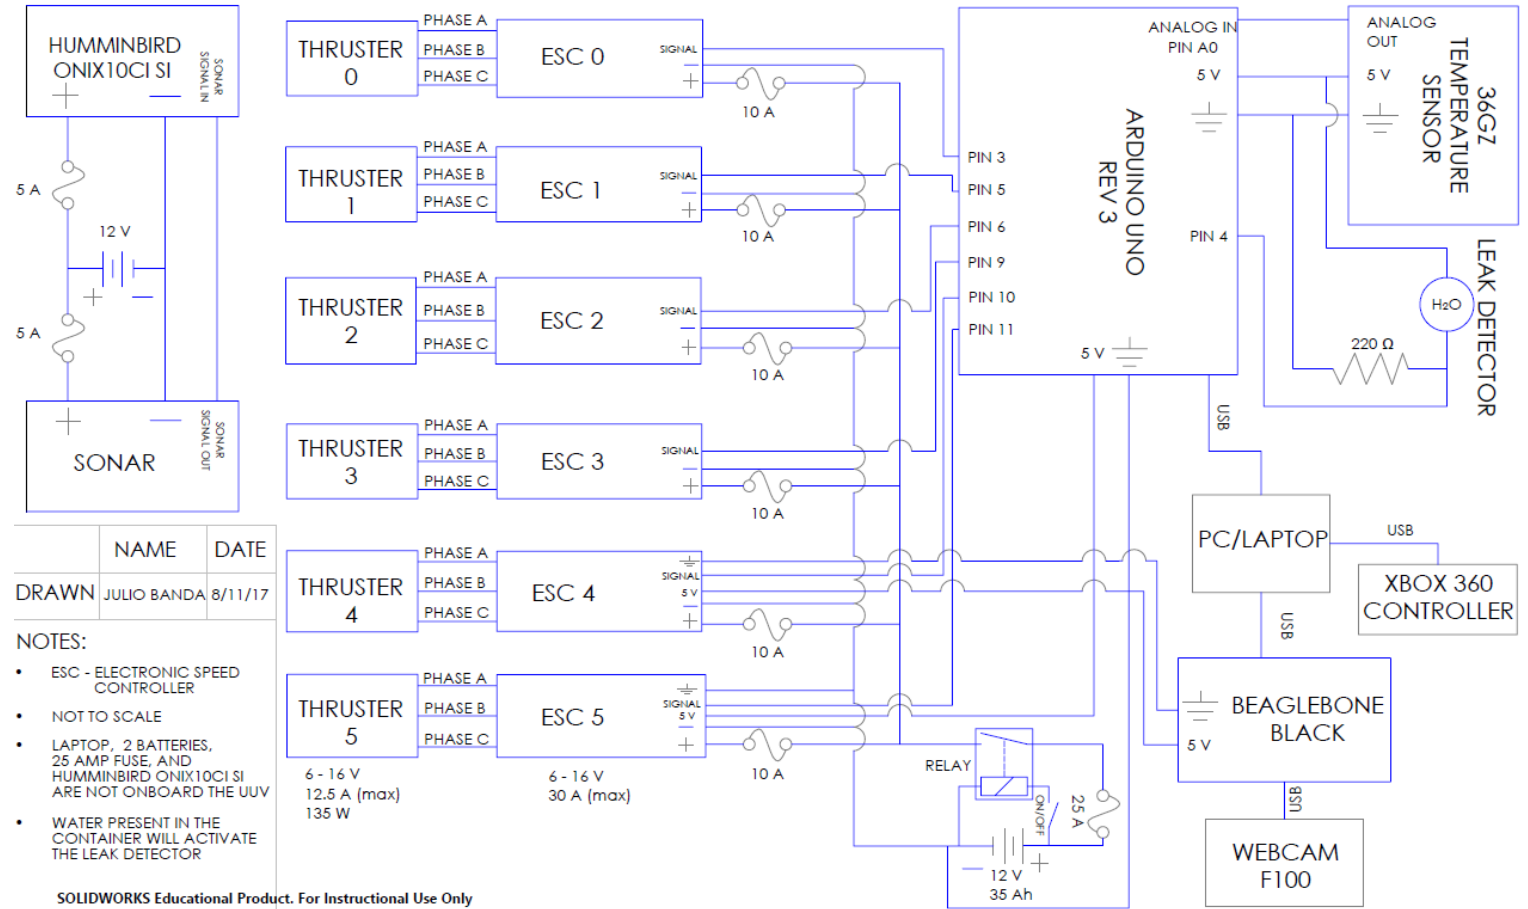 HUMMINBIRD
ONIX10CI SI
SONAR
SIGNAL IN
5 A
12 V
5 A
SONAR
SIGNAL OUT
SONAR
THRUSTER
0
PHASE A
PHASE B
PHASE C
ESC 0
SIGNAL
10 A
THRUSTER
1
PHASE A
PHASE B
PHASE C
ESC 1
SIGNAL
10 A
THRUSTER
2
PHASE A
PHASE B
PHASE C
ESC 2
SIGNAL
10 A
THRUSTER
3
PHASE A
PHASE B
PHASE C
ESC 3
SIGNAL
10 A
THRUSTER
4
PHASE A
PHASE B
PHASE C
ESC 4
SIGNAL
5 V
10 A
THRUSTER
5
PHASE A
PHASE B
PHASE C
ESC 5
SIGNAL
5 V
10 A
6 - 16 V
12.5 A (max)
135 W
6 - 16 V
30 A (max)
ANALOG IN
PIN A0
5 V
ARDUINO UNO
REV 3
PIN 3
PIN 5
PIN 6
PIN 9
PIN 10
PIN 11
PIN 4
5 V
ANALOG
OUT
5 V
36GZ
TEMPERATURE
SENSOR
LEAK DETECTOR
H2O
220 Ω
USB
PC/LAPTOP
USB
XBOX 360
CONTROLLER
USB
BEAGLEBONE
BLACK
5 V
USB
WEBCAM
F100
RELAY
ON/OFF
25 A
12 V
35 Ah
NAME DATE
DRAWN JULIO BANDA 8/11/17
NOTES:
• ESC - ELECTRONIC SPEED
CONTROLLER
• NOT TO SCALE
• LAPTOP, 2 BATTERIES,
25 AMP FUSE, AND
HUMMINBIRD ONIX10CI SI
ARE NOT ONBOARD THE UUV
• WATER PRESENT IN THE
CONTAINER WILL ACTIVATE
THE LEAK DETECTOR
SOLIDWORKS Educational Product. For Instructional Use Only